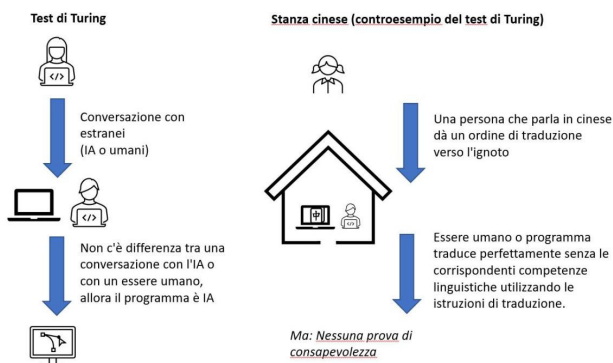 Test di Turing
Conversazione con
estranei
(IA o umani)
Non c'è differenza tra una
conversazione con l'IA o
con un essere umano,
allora il programma è IA
Stanza cinese (controesempio del test di Turing)
Una persona che parla in cinese
dà un ordine di traduzione
verso l'ignoto
中
Essere umano o programma
traduce perfettamente senza le
corrispondenti competenze
linguistiche utilizzando le
istruzioni di traduzione.
Ma: Nessuna prova di
consapevolezza